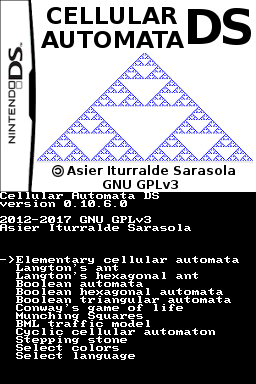 CELLULAR
AUTOMATA DS
NINTENDO DS
Asier Iturralde Sarasola
GNU GPLv3
Cellular Automata DS
version 0.10.6.0
2012-2017 GNU GPLv3
Asier Iturralde Sarasola
->Elementary cellular automata
Langton's ant
Langton's hexagonal ant
Boolean automata
Boolean hexagonal automata
Boolean triangular automata
Conway's game of life
Munching Squares
BML traffic model
Cyclic cellular automaton
Stepping stone
Select colors
Select language